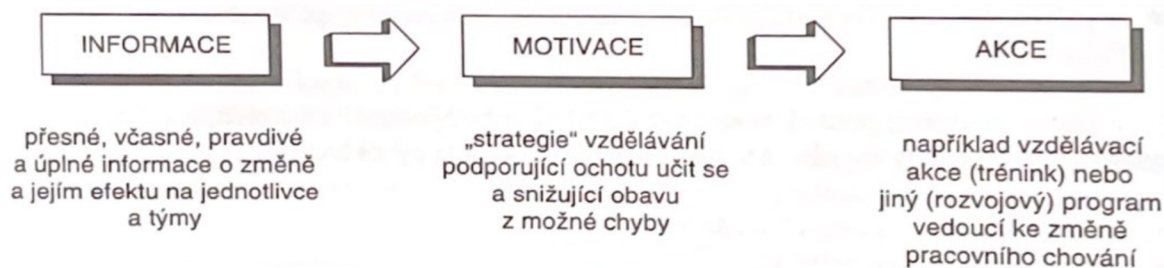 INFORMACE
přesné, včasné, pravdivé
a úplné informace o změně
a jejím efektu na jednotlivce
a týmy
MOTIVACE
„strategie“ vzdělávání
podporující ochotu učit se
a snižující obavu
z možné chyby
AKCE
například vzdělávací
akce (trénink) nebo
jiný (rozvojový) program
vedoucí ke změně
pracovního chování